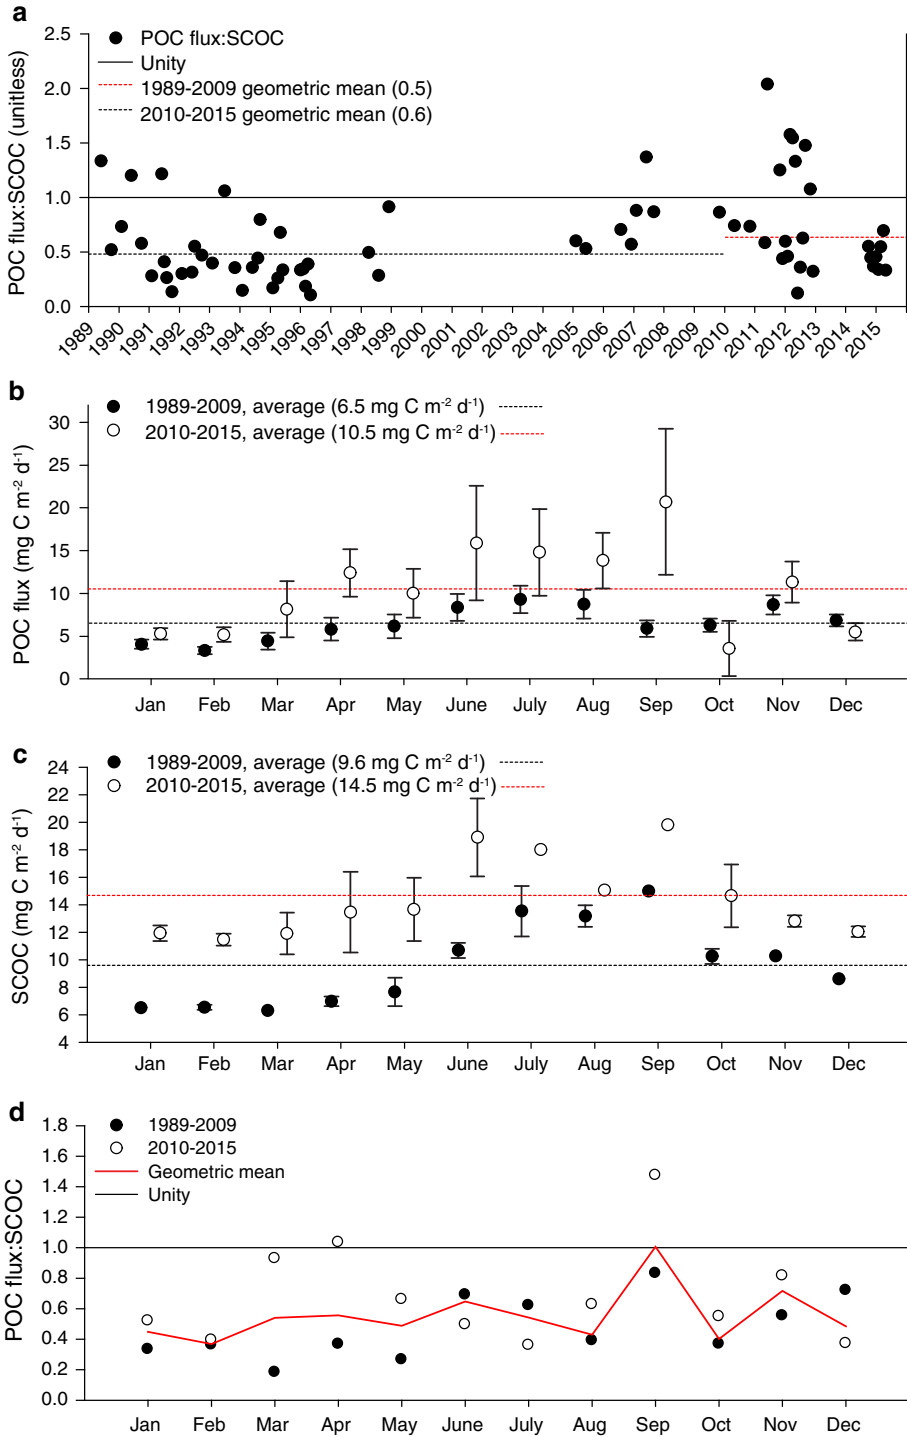 a
POC flux:SCOC
Unity
1989-2009 geometric mean (0.5)
2010-2015 geometric mean (0.6)
POC flux:SCOC (unitless)
2.5
2.0
1.5
1.0
0.5
0.0
1989 1990 1991 1992 1993 1994 1995 1996 1997 1998 1999 2000 2001 2002 2003 2004 2005 2006 2007 2008 2009 2010 2011 2012 2013 2014 2015
b
1989-2009, average (6.5 mg C m-2 d-1)
2010-2015, average (10.5 mg C m-2 d-1)
POC flux (mg C m-2 d-1)
30
25
20
15
10
5
0
Jan Feb Mar Apr May June July Aug Sep Oct Nov Dec
c
1989-2009, average (9.6 mg C m-2 d-1)
2010-2015, average (14.5 mg C m-2 d-1)
SCOC (mg C m-2 d-1)
24
22
20
18
16
14
12
10
8
6
4
Jan Feb Mar Apr May June July Aug Sep Oct Nov Dec
d
1989-2009
2010-2015
Geometric mean
Unity
POC flux:SCOC
1.8
1.6
1.4
1.2
1.0
0.8
0.6
0.4
0.2
0.0
Jan Feb Mar Apr May June July Aug Sep Oct Nov Dec